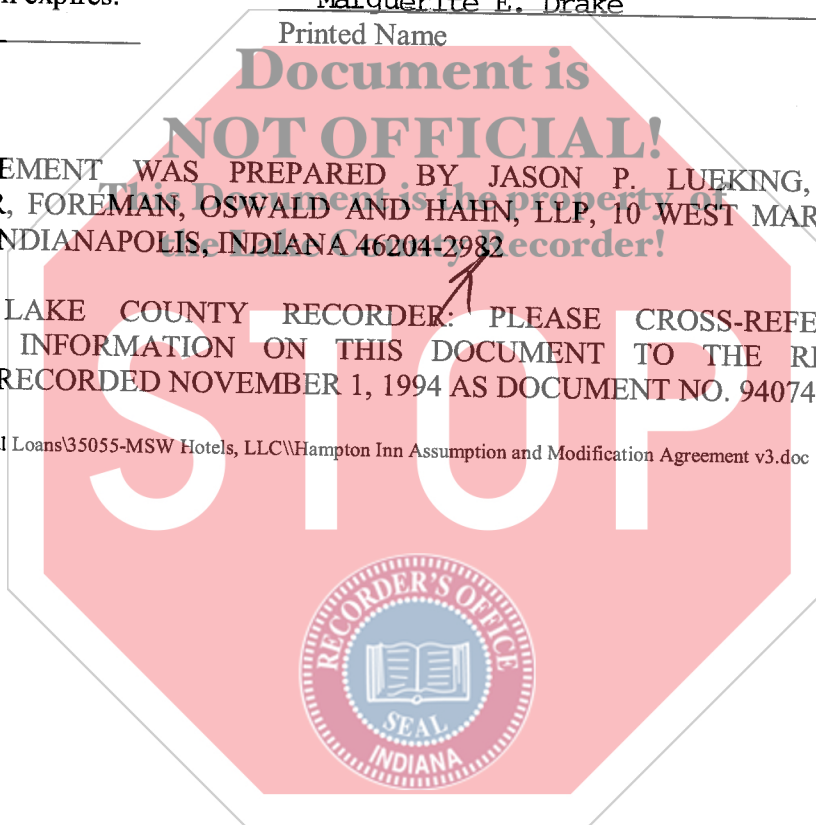 n expires:
Marguerite E. Drake
Printed Name
Document is
NOT OFFICIAL!
EMENT WAS PREPARED BY JASON P. LUEKING,
This Document is the property of
R, FOREMAN, OSWALD AND HAHN, LLP, 10 WEST MAR
NDIANAPOLIS, INDIANA 46204-2982
the Lake County Recorder!
LAKE COUNTY RECORDER: PLEASE CROSS-REFE
INFORMATION ON THIS DOCUMENT TO THE RE
RECORDED NOVEMBER 1, 1994 AS DOCUMENT NO. 94074
l Loans\35055-MSW Hotels, LLC\\Hampton Inn Assumption and Modification Agreement v3.doc
STOP
RECORDER'S OFFICE
SEAL
INDIANA